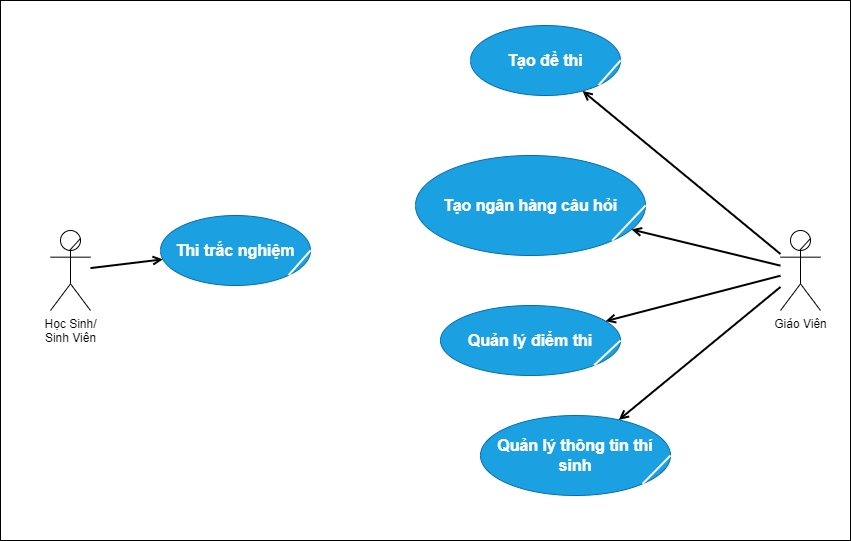 Tạo đề thi
Tạo ngân hàng câu hỏi
Thi trắc nghiệm
Học Sinh/
Sinh Viên
Giáo Viên
Quản lý điểm thi
Quản lý thông tin thí
sinh